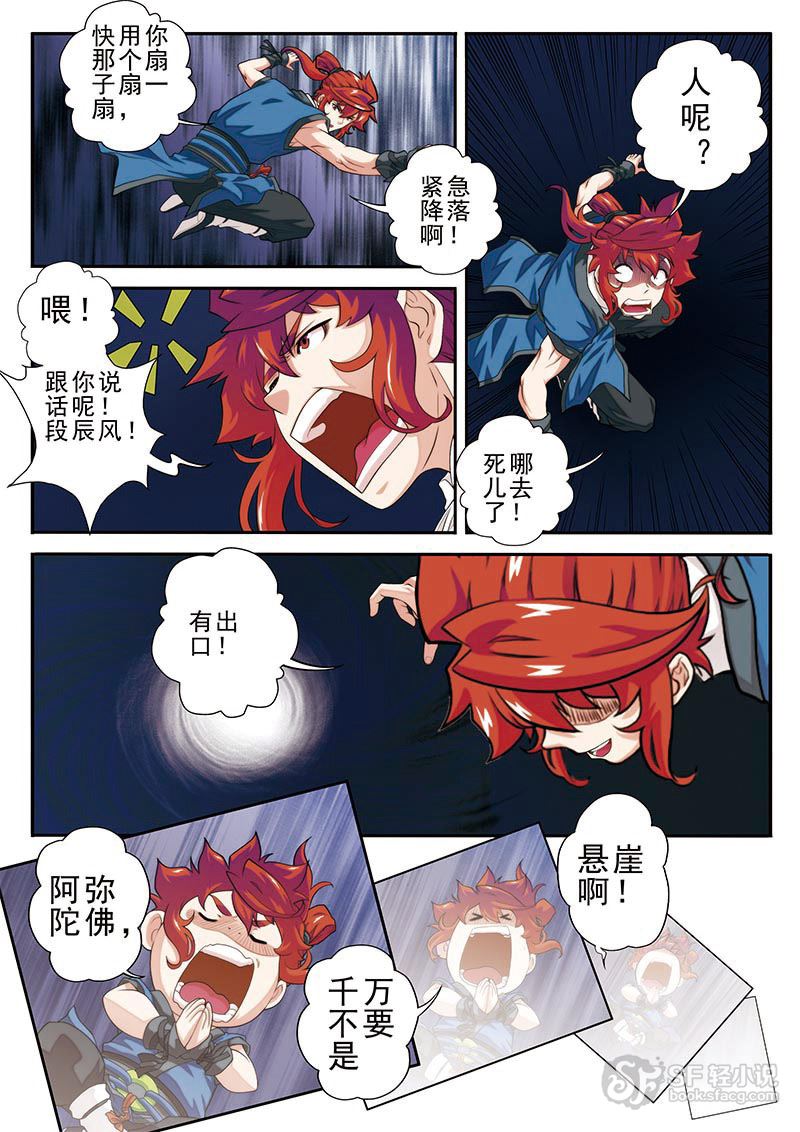 快用你
那个扇
子扇一
扇，
紧急
降落
啊！
喂！
跟你说
话呢！
段辰风！
人
呢？
死哪
儿去
了！
有出
口！
阿弥
陀佛，
千万
不要
是
悬崖
啊！
SF轻小说
book.sfacg.com